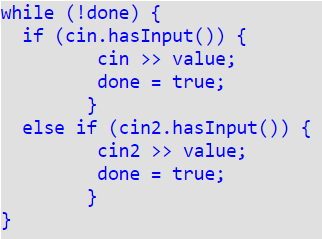 while (!done) {
  if (cin.hasInput()) {
         cin >> value;
         done = true;
        }
  else if (cin2.hasInput()) {
         cin2 >> value;
         done = true;
        }
}